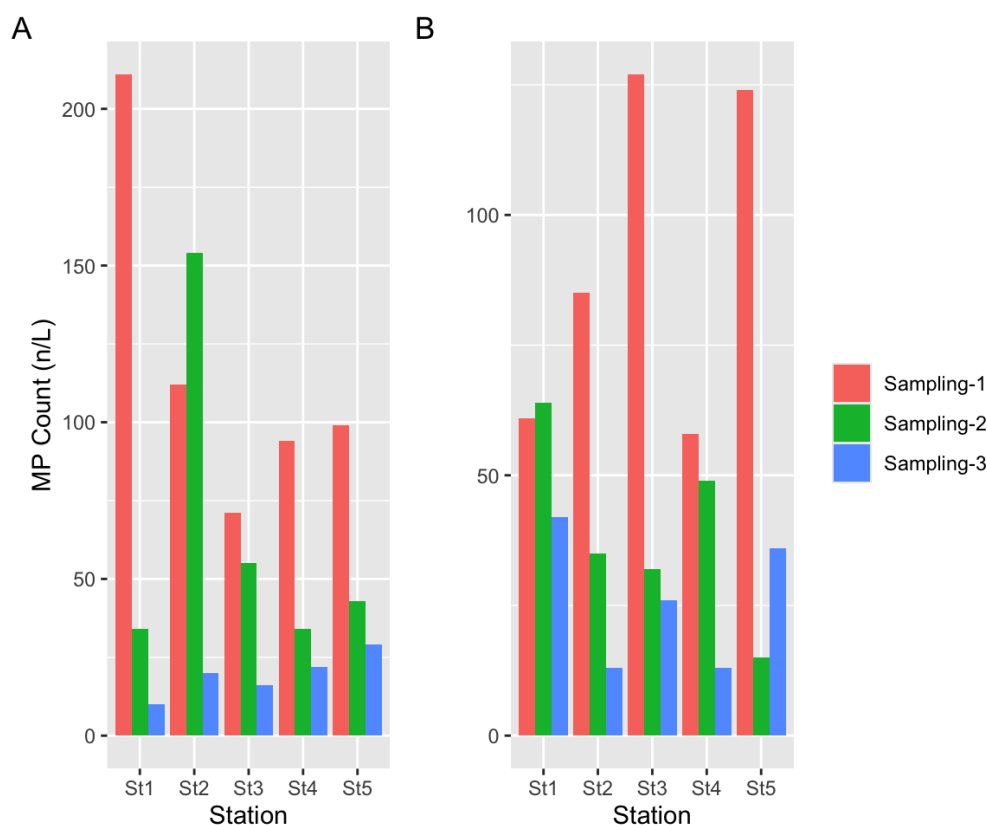 A
B
MP Count (n/L)
200
150
100
50
0
St1 St2 St3 St4 St5
Station
100
50
0
St1 St2 St3 St4 St5
Station
Sampling-1
Sampling-2
Sampling-3